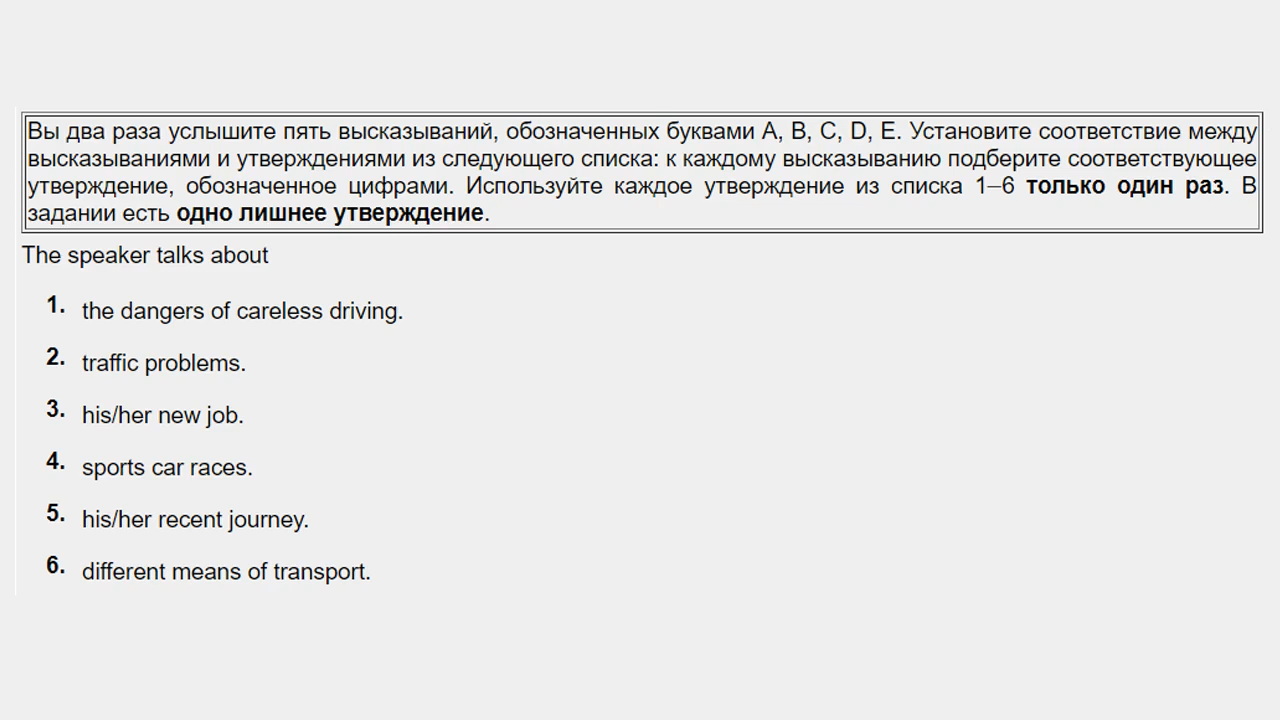 Вы два раза услышите пять высказываний, обозначенных буквами A, B, C, D, E. Установите соответствие между
высказываниями и утверждениями из следующего списка: к каждому высказыванию подберите соответствующее
утверждение, обозначенное цифрами. Используйте каждое утверждение из списка 1–6 только один раз. В
задании есть одно лишнее утверждение.
The speaker talks about
1. the dangers of careless driving.
2. traffic problems.
3. his/her new job.
4. sports car races.
5. his/her recent journey.
6. different means of transport.